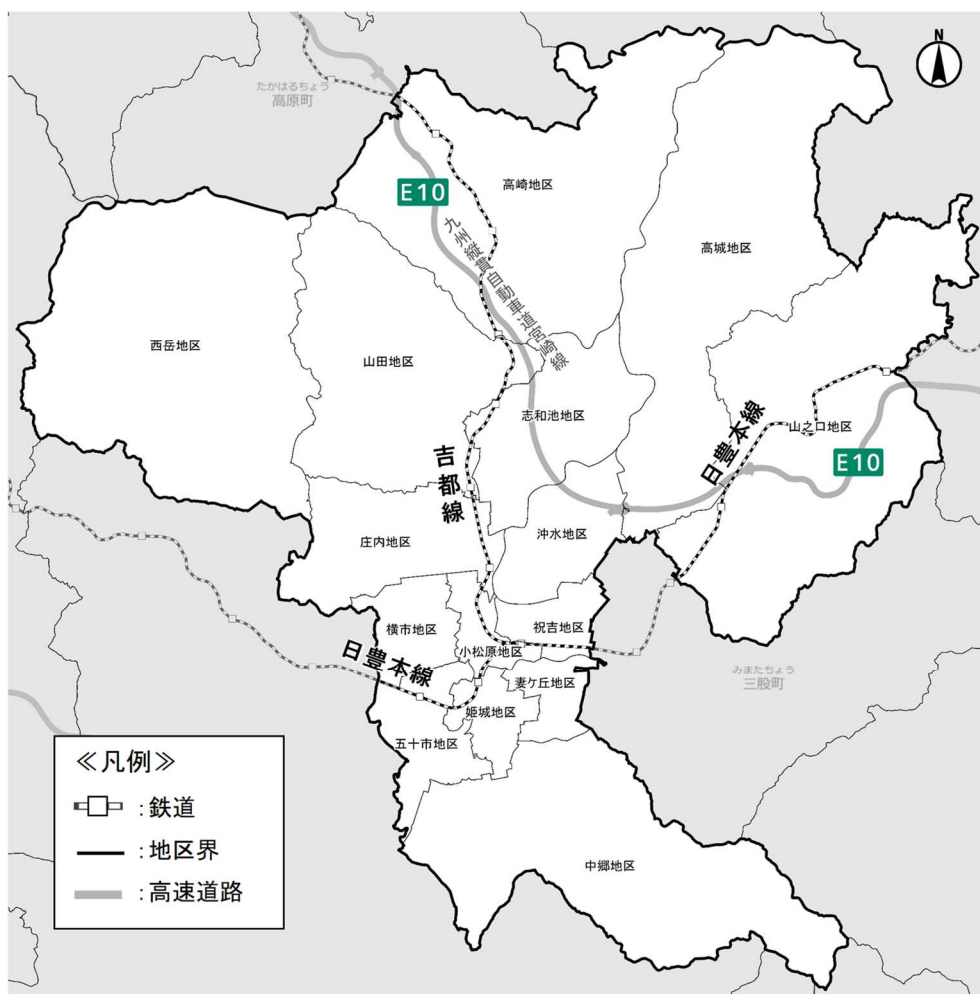 N
たかはるちょう
高原町
E10
高崎地区
九州縦貫自動車道宮崎線
高城地区
西岳地区
山田地区
志和池地区
日豊本線
山之口地区
E10
吉都線
庄内地区
沖水地区
横市地区
祝吉地区
小松原地区
日豊本線
妻ケ丘地区
みまたちょう
三股町
姫城地区
五十市地区
中郷地区
≪凡例≫
:鉄道
:地区界
:高速道路